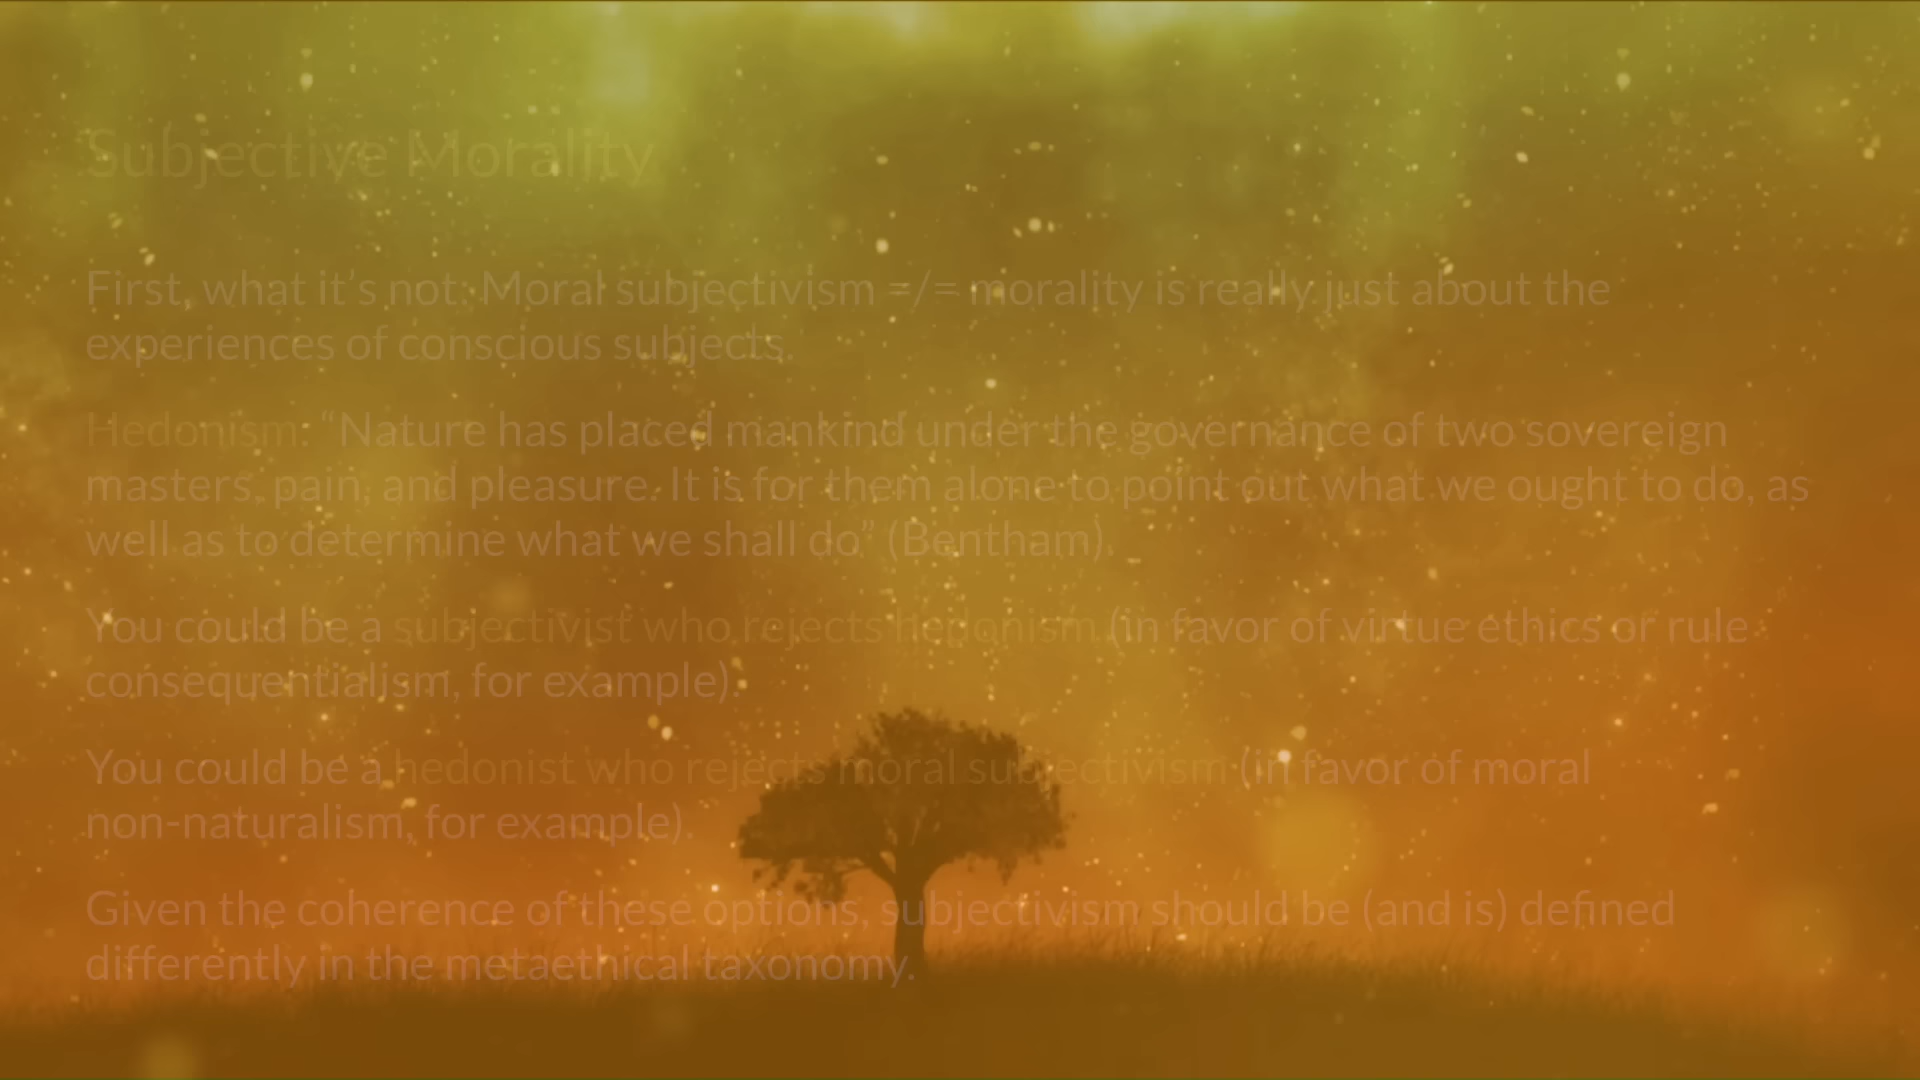 Subjective Morality
First, what it’s not: Moral subjectivism =/= morality is really just about the
experiences of conscious subjects.
Hedonism: “Nature has placed mankind under the governance of two sovereign
masters, pain, and pleasure. It is for them alone to point out what we ought to do, as
well as to determine what we shall do” (Bentham).
You could be a subjectivist who rejects hedonism (in favor of virtue ethics or rule
consequentialism, for example).
You could be a hedonist who rejects moral subjectivism (in favor of moral
non-naturalism, for example).
Given the coherence of these options, subjectivism should be (and is) defined
differently in the metaethical taxonomy.